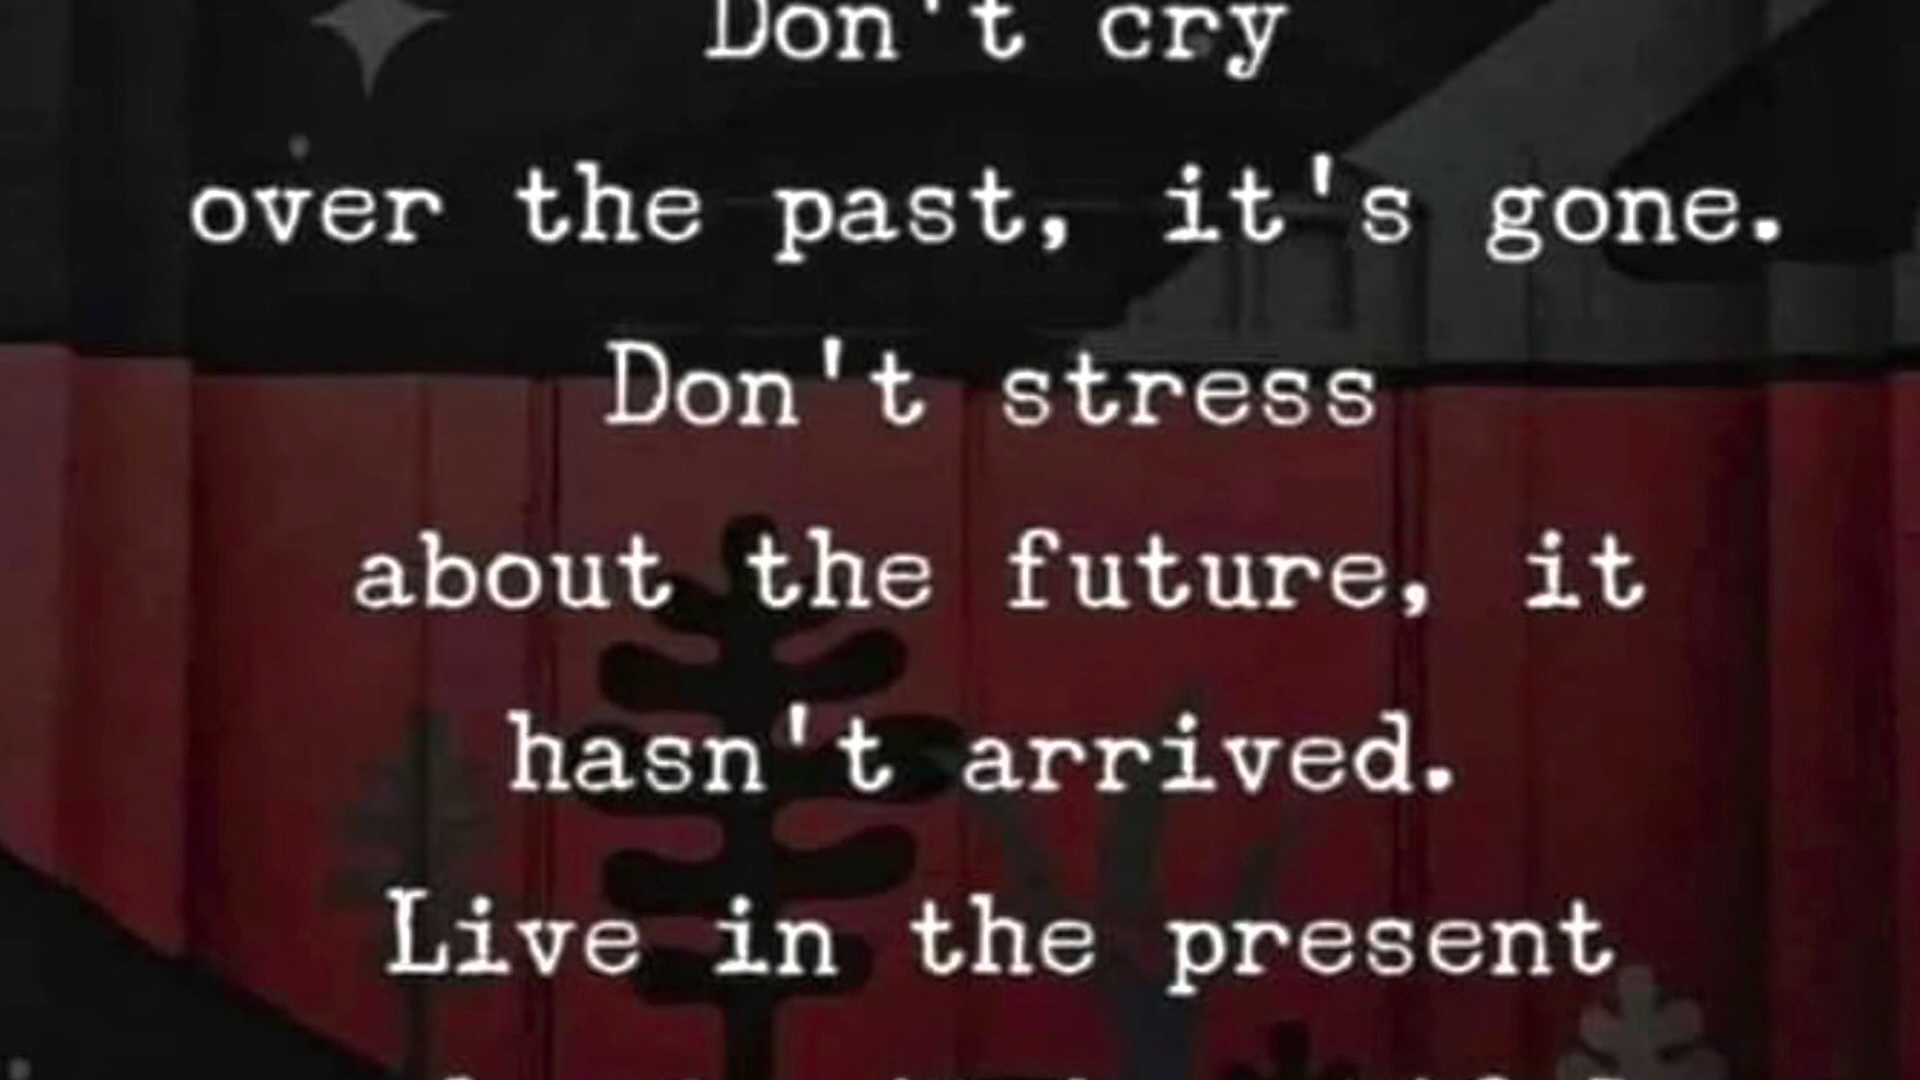 Don't cry
over the past, it's gone.
Don't stress
about the future, it
hasn't arrived.
Live in the present